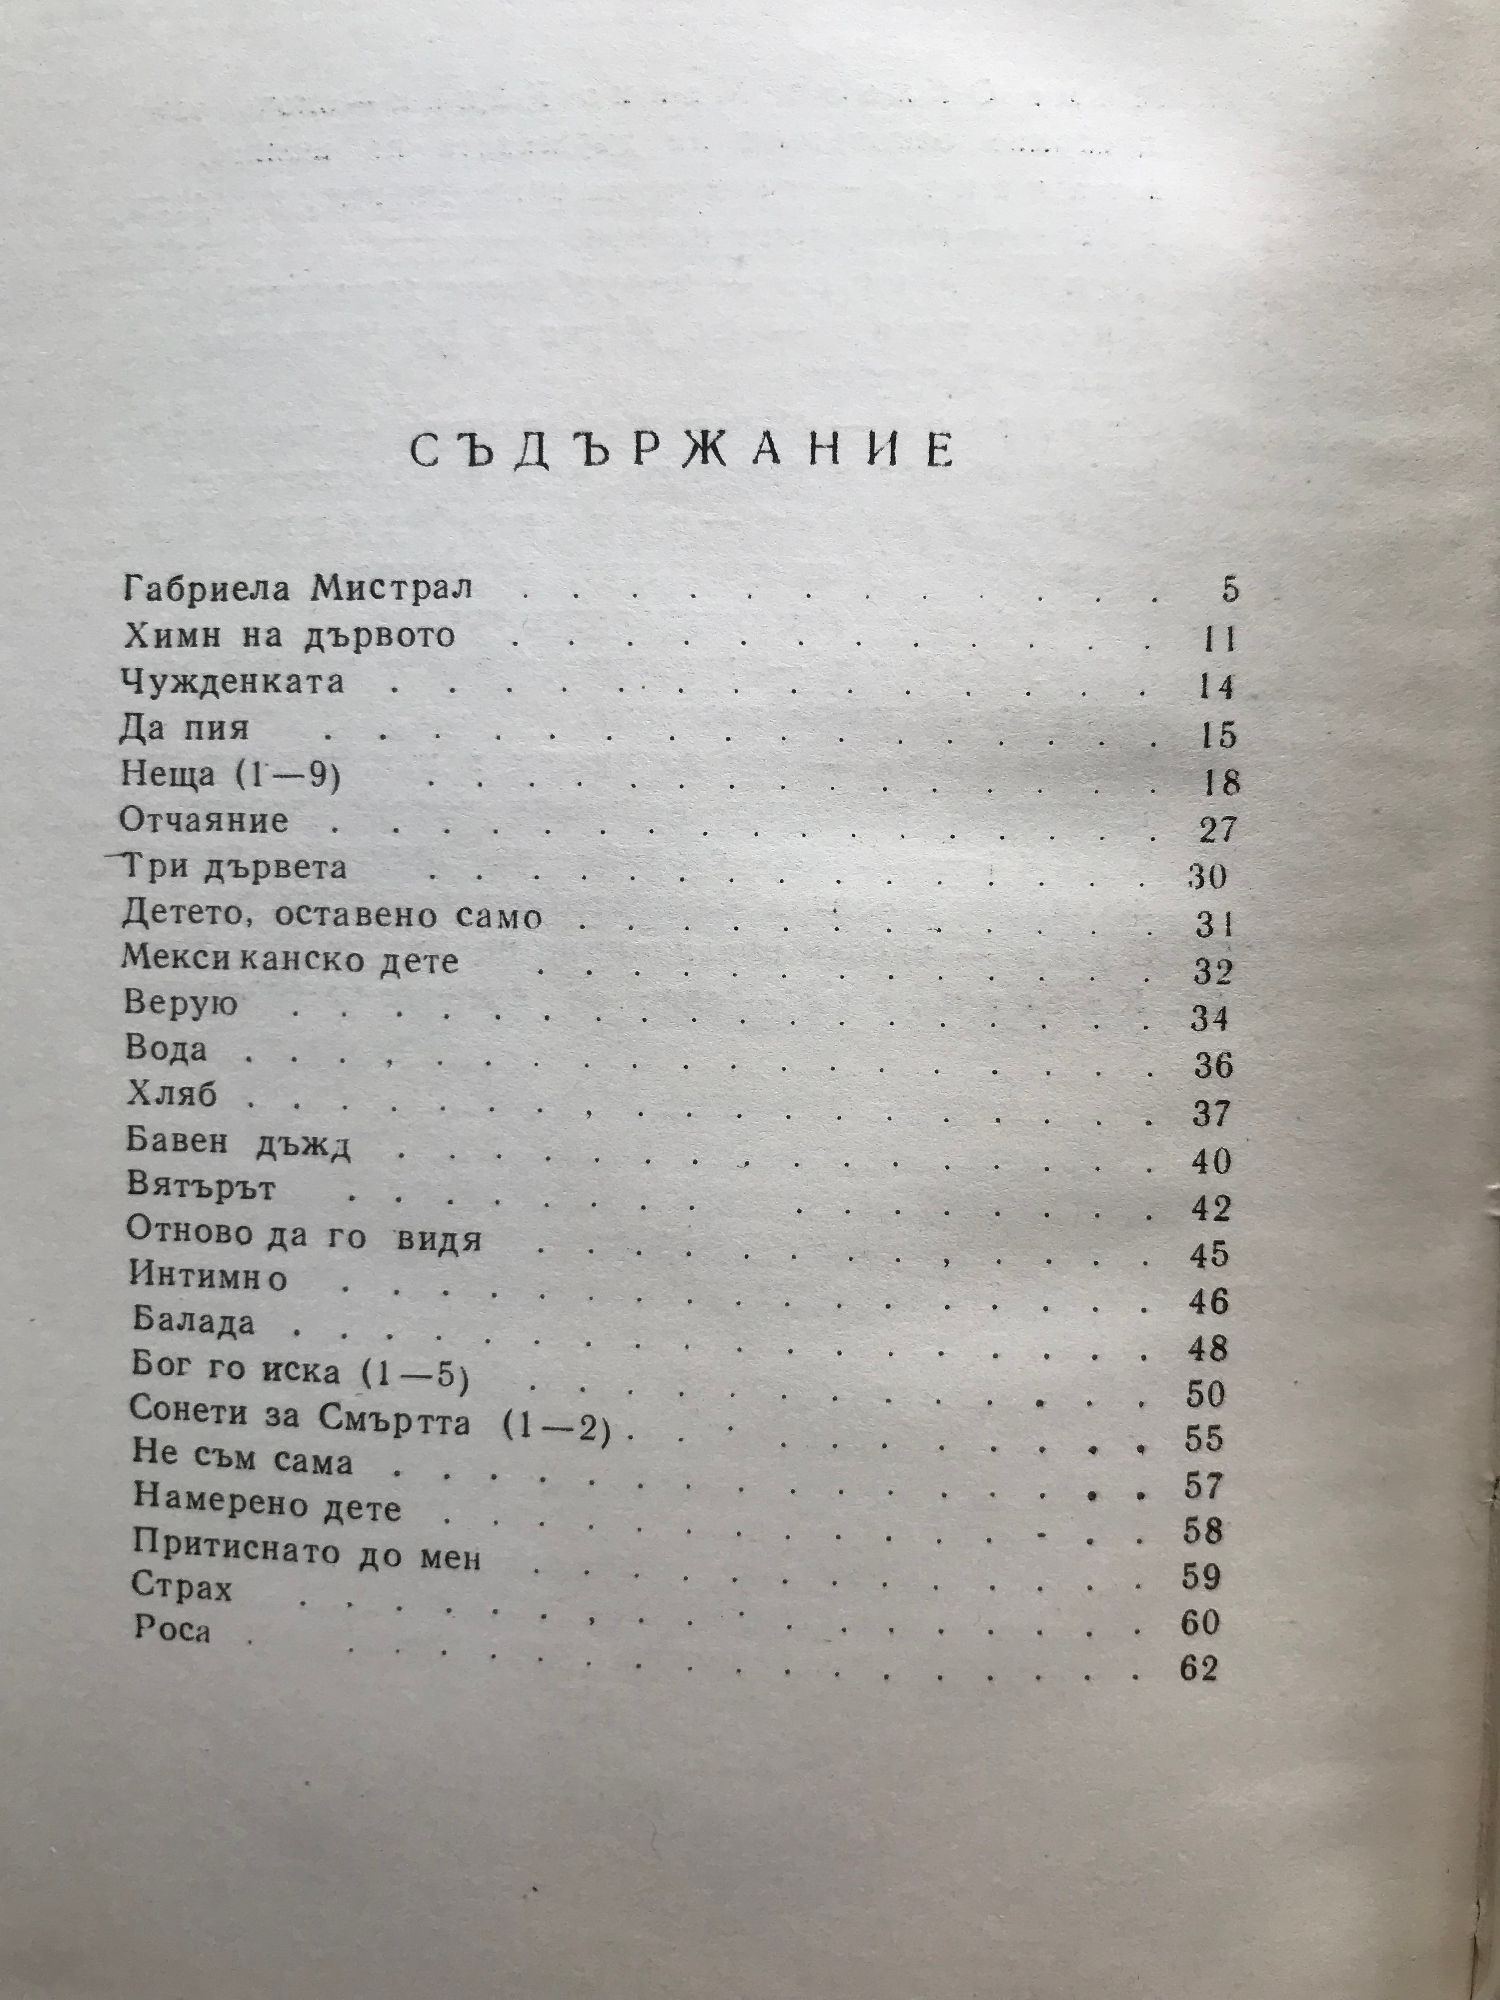 СЪДЪРЖАНИЕ
Габриела Мистрал . . . . . . . . . . . . 5
Химн на дървото . . . . . . . . . . . . 11
Чужденката . . . . . . . . . . . . . . 14
Да пия . . . . . . . . . . . . . . . 15
Неща (1—9) . . . . . . . . . . . . . 18
Отчаяние . . . . . . . . . . . . . . 27
Три дървета . . . . . . . . . . . . . 30
Детето, оставено само . . . . . . . . . . 31
Мексиканско дете . . . . . . . . . . . 32
Верую . . . . . . . . . . . . . . . 34
Вода . . . . . . . . . . . . . . . . 36
Хляб . . . . . . . . . . . . . . . . 37
Бавен дъжд . . . . . . . . . . . . . 40
Вятърът . . . . . . . . . . . . . . 42
Отново да го видя . . . . . . . . . . . 45
Интимно . . . . . . . . . . . . . . 46
Балада . . . . . . . . . . . . . . . 48
Бог го иска (1—5) . . . . . . . . . . . 50
Сонети за Смъртта (1—2) . . . . . . . . . 55
Не съм сама . . . . . . . . . . . . . 57
Намерено дете . . . . . . . . . . . . 58
Притиснато до мен . . . . . . . . . . . 59
Страх . . . . . . . . . . . . . . . 60
Роса . . . . . . . . . . . . . . . . 62